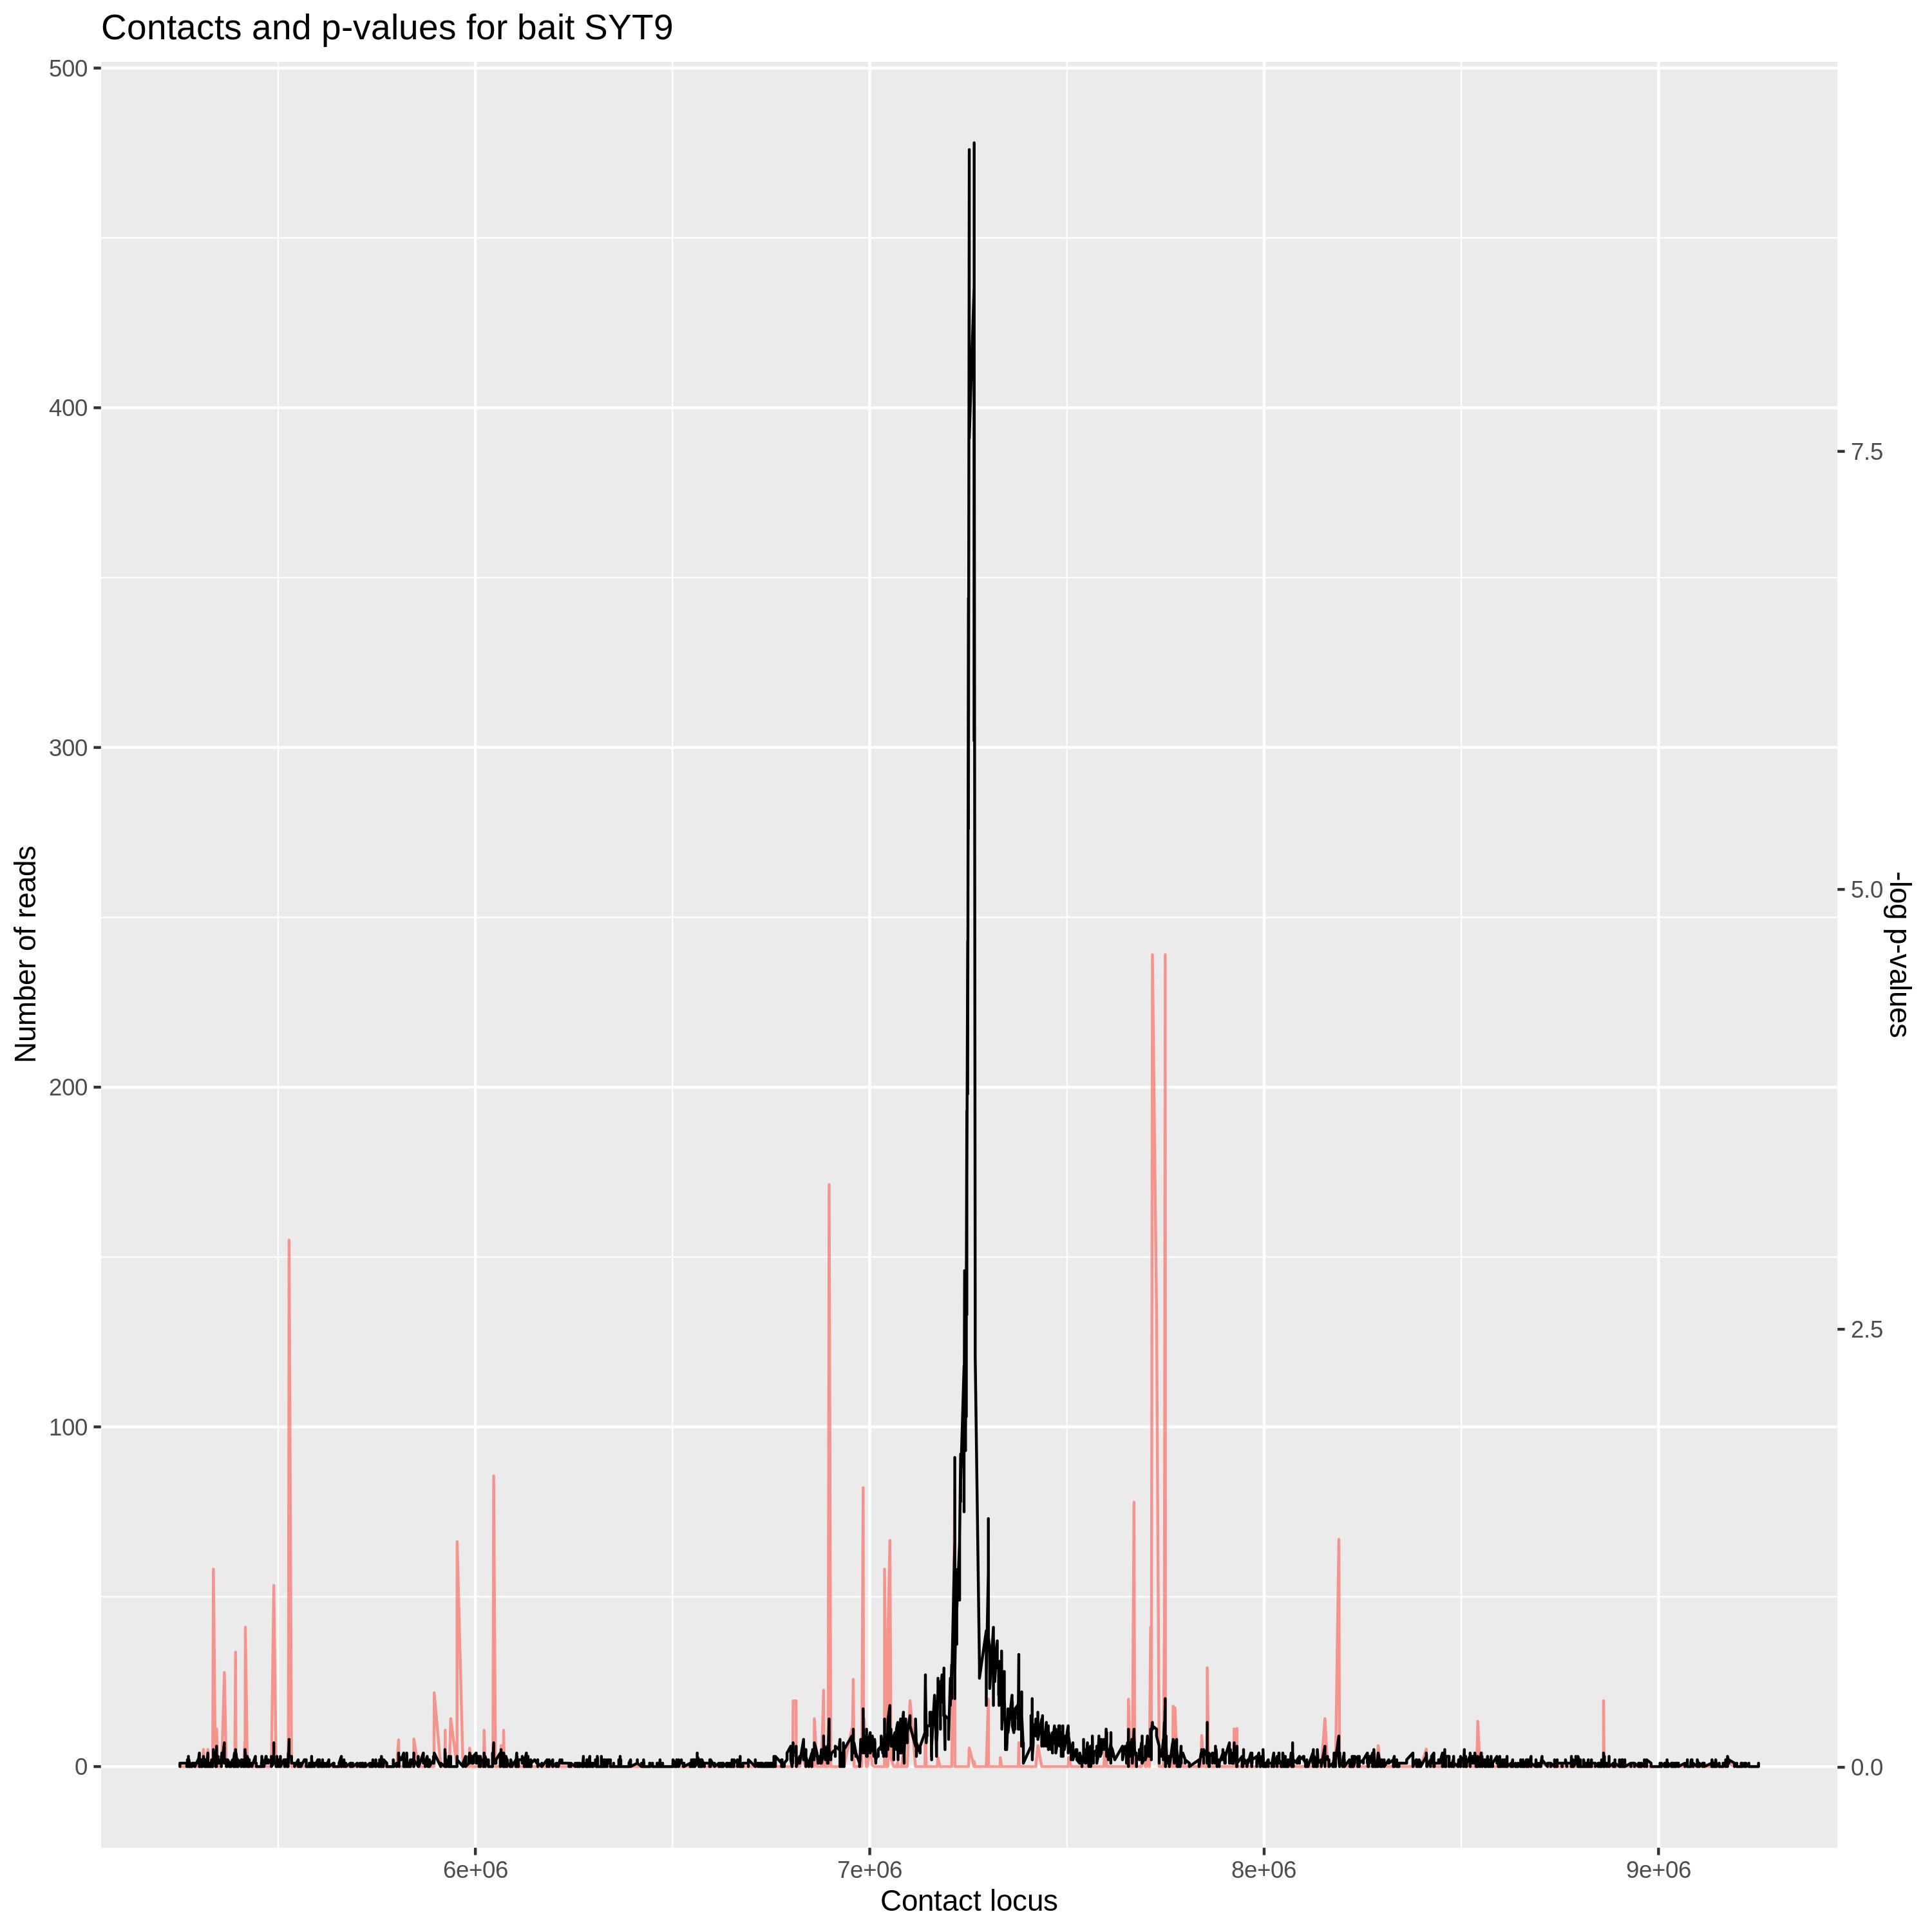 Contacts and p-values for bait SYT9
500
400
300
200
100
0
Number of reads
7.5
5.0
2.5
0.0
-log p-values
6e+06
7e+06
8e+06
9e+06
Contact locus